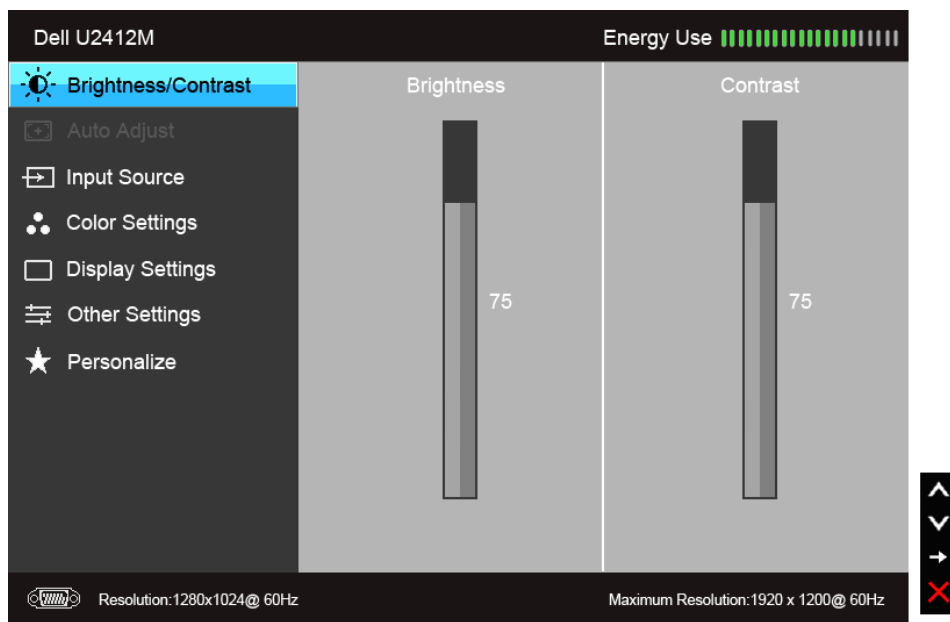 Dell U2412M
Energy Use
Brightness/Contrast
Brightness
Contrast
Auto Adjust
Input Source
Color Settings
Display Settings
75
75
Other Settings
Personalize
Resolution:1280x1024@ 60Hz
Maximum Resolution:1920 x 1200@ 60Hz